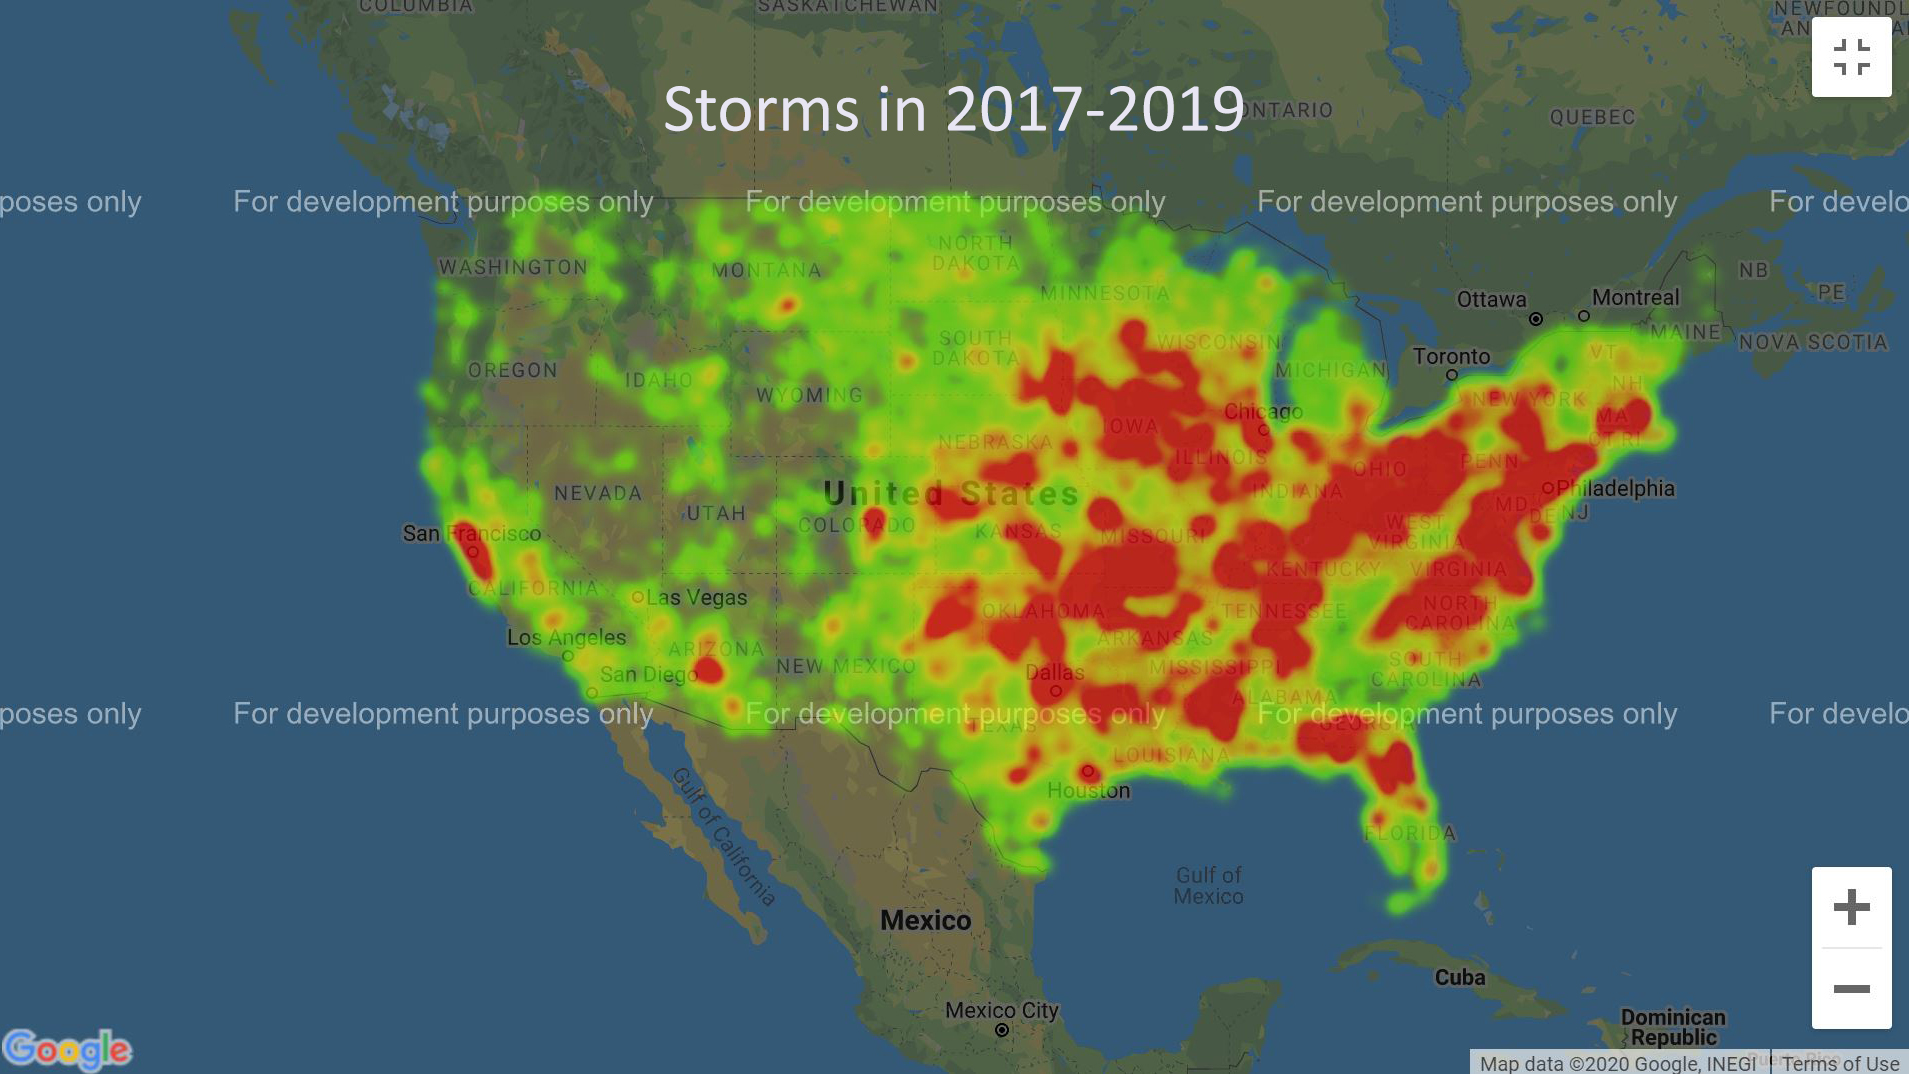 COLUMBIA
SASKATCHEWAN
NEWFOUNDL
AN
Storms in 2017-2019
ONTARIO
QUEBEC
poses only For development purposes only For development purposes only For development purposes only For develo
NORTH
DAKOTA
WASHINGTON
MONTANA
NB
MINNESOTA
PE
Ottawa
Montreal
MAINE
NOVA SCOTIA
SOUTH
DAKOTA
WISCONSIN
VT
Toronto
OREGON
IDAHO
MICHIGAN
NH
WYOMING
NEW YORK
Chicago
MA
IOWA
CT RI
NEBRASKA
ILLINOIS
OHIO
PENN
NEVADA
United States
INDIANA
Philadelphia
MD
DE NJ
UTAH
COLORADO
San Francisco
KANSAS
MISSOURI
WEST
VIRGINIA
CALIFORNIA
KENTUCKY
VIRGINIA
Las Vegas
OKLAHOMA
TENNESSEE
NORTH
CAROLINA
Los Angeles
ARIZONA
ARKANSAS
NEW MEXICO
MISSISSIPPI
SOUTH
CAROLINA
San Diego
Dallas
ALABAMA
poses only For development purposes only For development purposes only For development purposes only For develo
TEXAS
GEORGIA
LOUISIANA
Houston
Gulf of California
FLORIDA
Gulf of
Mexico
Mexico
Cuba
Mexico City
Dominican
Republic
Puerto Rico
Google
Map data ©2020 Google, INEGI
Terms of Use